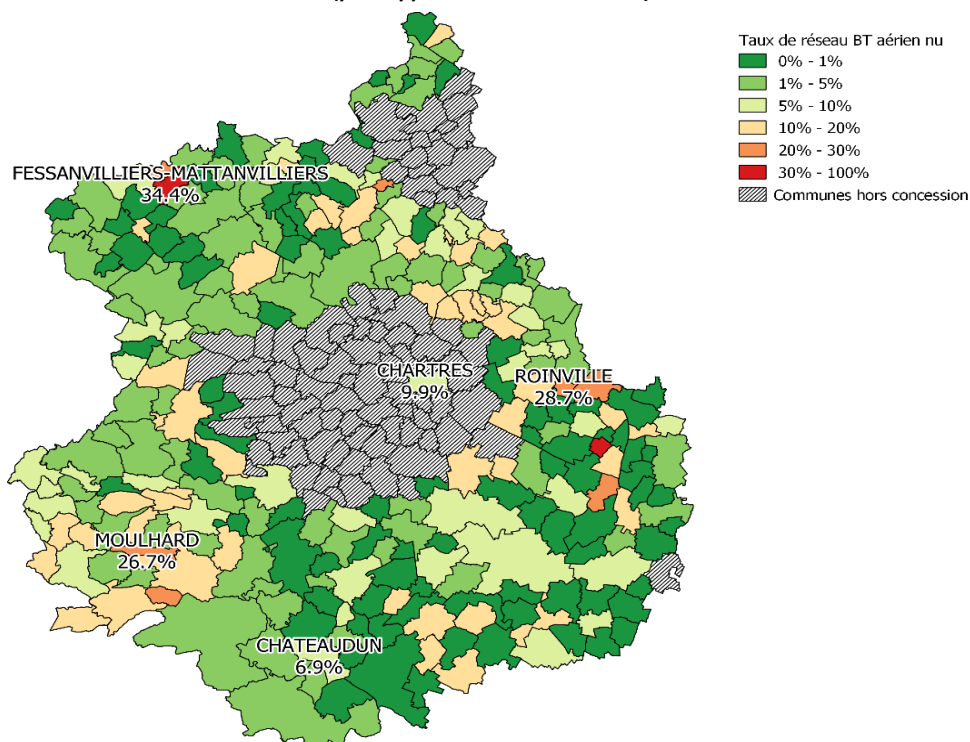 Taux de réseau BT aérien nu
0% - 1%
1% - 5%
5% - 10%
10% - 20%
20% - 30%
30% - 100%
Communes hors concession
FESSANVILLIERS-MATTANVILLIERS
34.4%
CHARTRES
9.9%
ROINVILLE
28.7%
MOULHARD
26.7%
CHATEAUDUN
6.9%